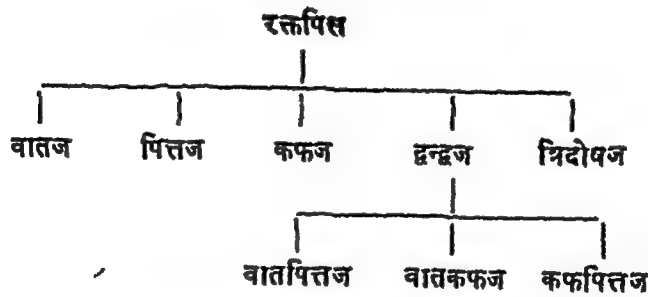 रक्तपित्त
वातज पित्तज कफज द्वन्द्वज त्रिदोषज
वातपित्तज वातकफज कफपित्तज